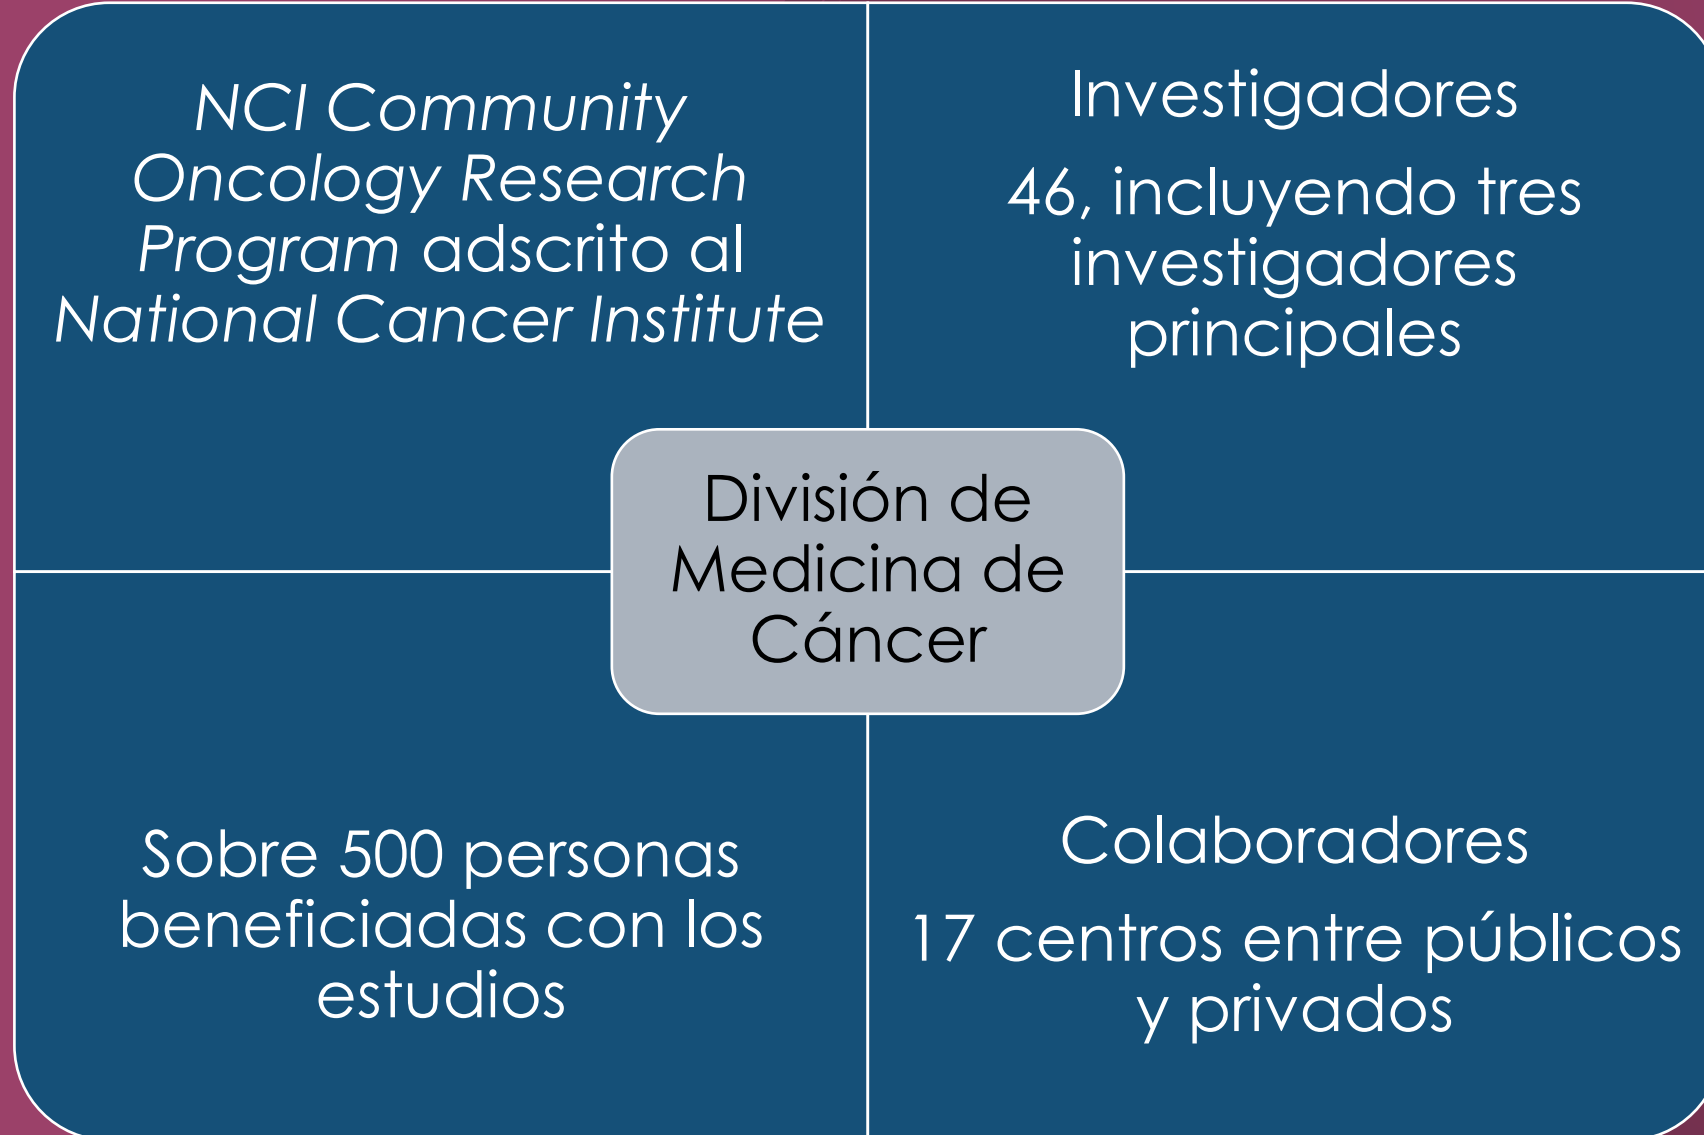 NCI Community
Oncology Research
Program adscrito al
National Cancer Institute
Investigadores
46, incluyendo tres
investigadores
principales
División de
Medicina de
Cáncer
Sobre 500 personas
beneficiadas con los
estudios
Colaboradores
17 centros entre públicos
y privados